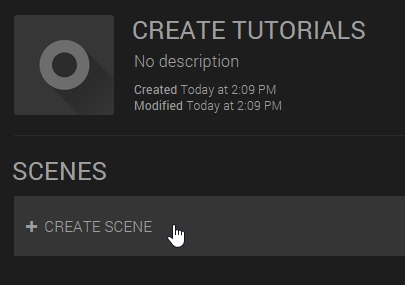 CREATE TUTORIALS
No description
Created Today at 2:09 PM
Modified Today at 2:09 PM
SCENES
+ CREATE SCENE